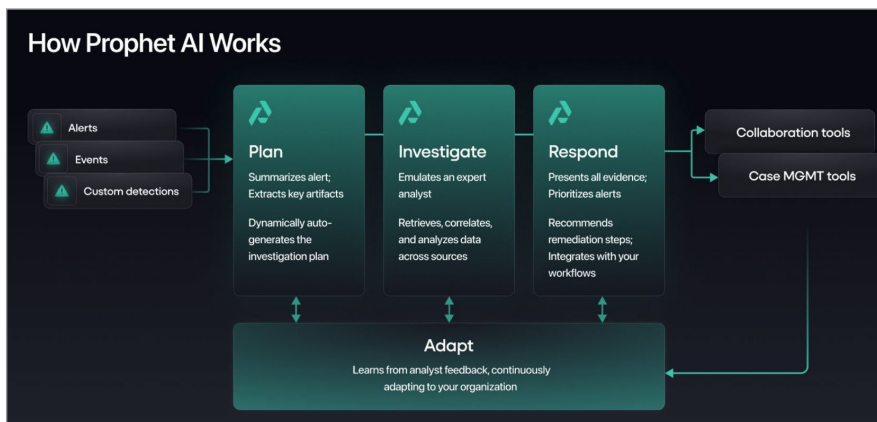 How Prophet AI Works
Alerts
Events
Custom detections
Plan
Summarizes alert;
Extracts key artifacts
Dynamically auto-
generates the
investigation plan
Investigate
Emulates an expert
analyst
Retrieves, correlates,
and analyzes data
across sources
Respond
Presents all evidence;
Prioritizes alerts
Recommends
remediation steps;
Integrates with your
workflows
Collaboration tools
Case MGMT tools
Adapt
Learns from analyst feedback, continuously
adapting to your organization